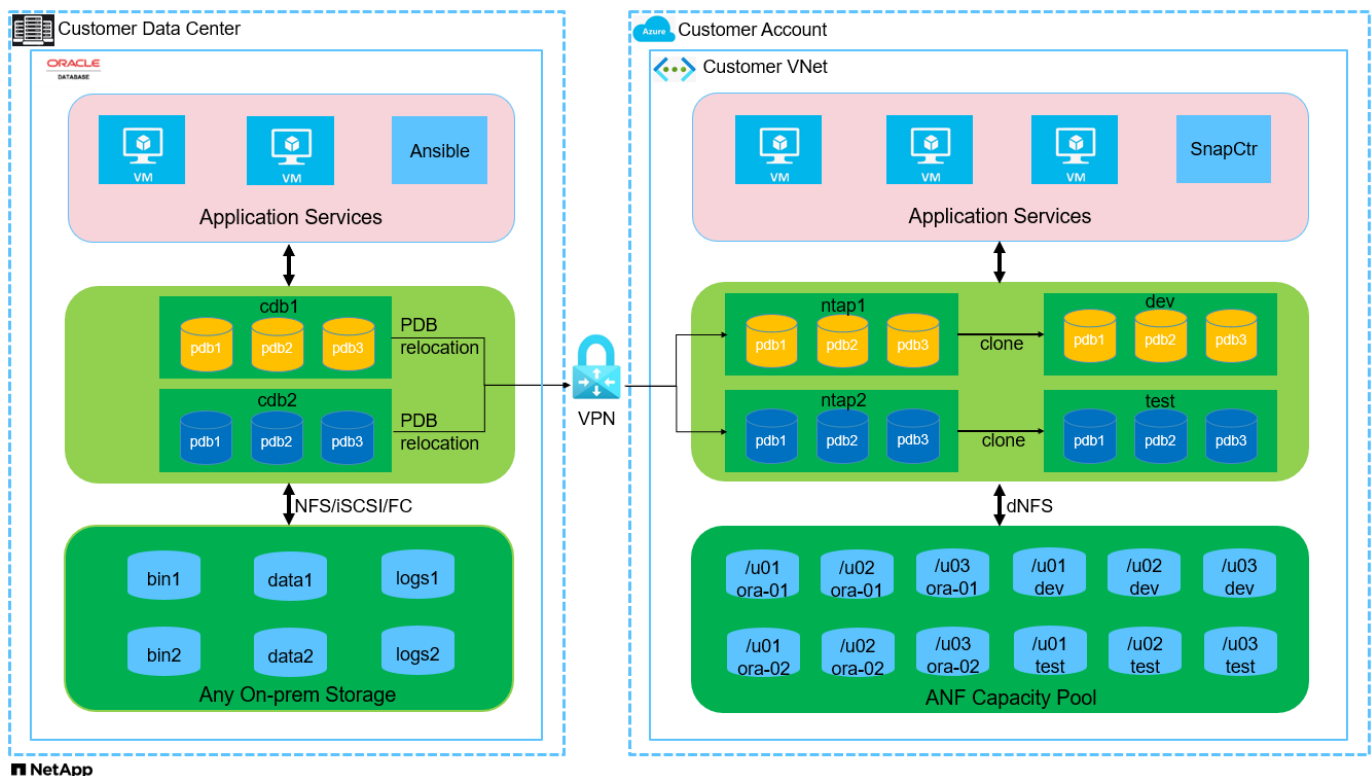 Customer Data Center
ORACLE
DATABASE
VM
VM
Ansible
Application Services
cdb1
pdb1
pdb2
pdb3
PDB
relocation
cdb2
pdb1
pdb2
pdb3
PDB
relocation
NFS/iSCSI/FC
bin1
data1
logs1
bin2
data2
logs2
Any On-prem Storage
VPN
Azure
Customer Account
Customer VNet
VM
VM
VM
SnapCtr
Application Services
ntap1
pdb1
pdb2
pdb3
clone
dev
pdb1
pdb2
pdb3
ntap2
pdb1
pdb2
pdb3
clone
test
pdb1
pdb2
pdb3
dNFS
/u01
ora-01
/u02
ora-01
/u03
ora-01
/u01
dev
/u02
dev
/u03
dev
/u01
ora-02
/u02
ora-02
/u03
ora-02
/u01
test
/u02
test
/u03
test
ANF Capacity Pool
NetApp